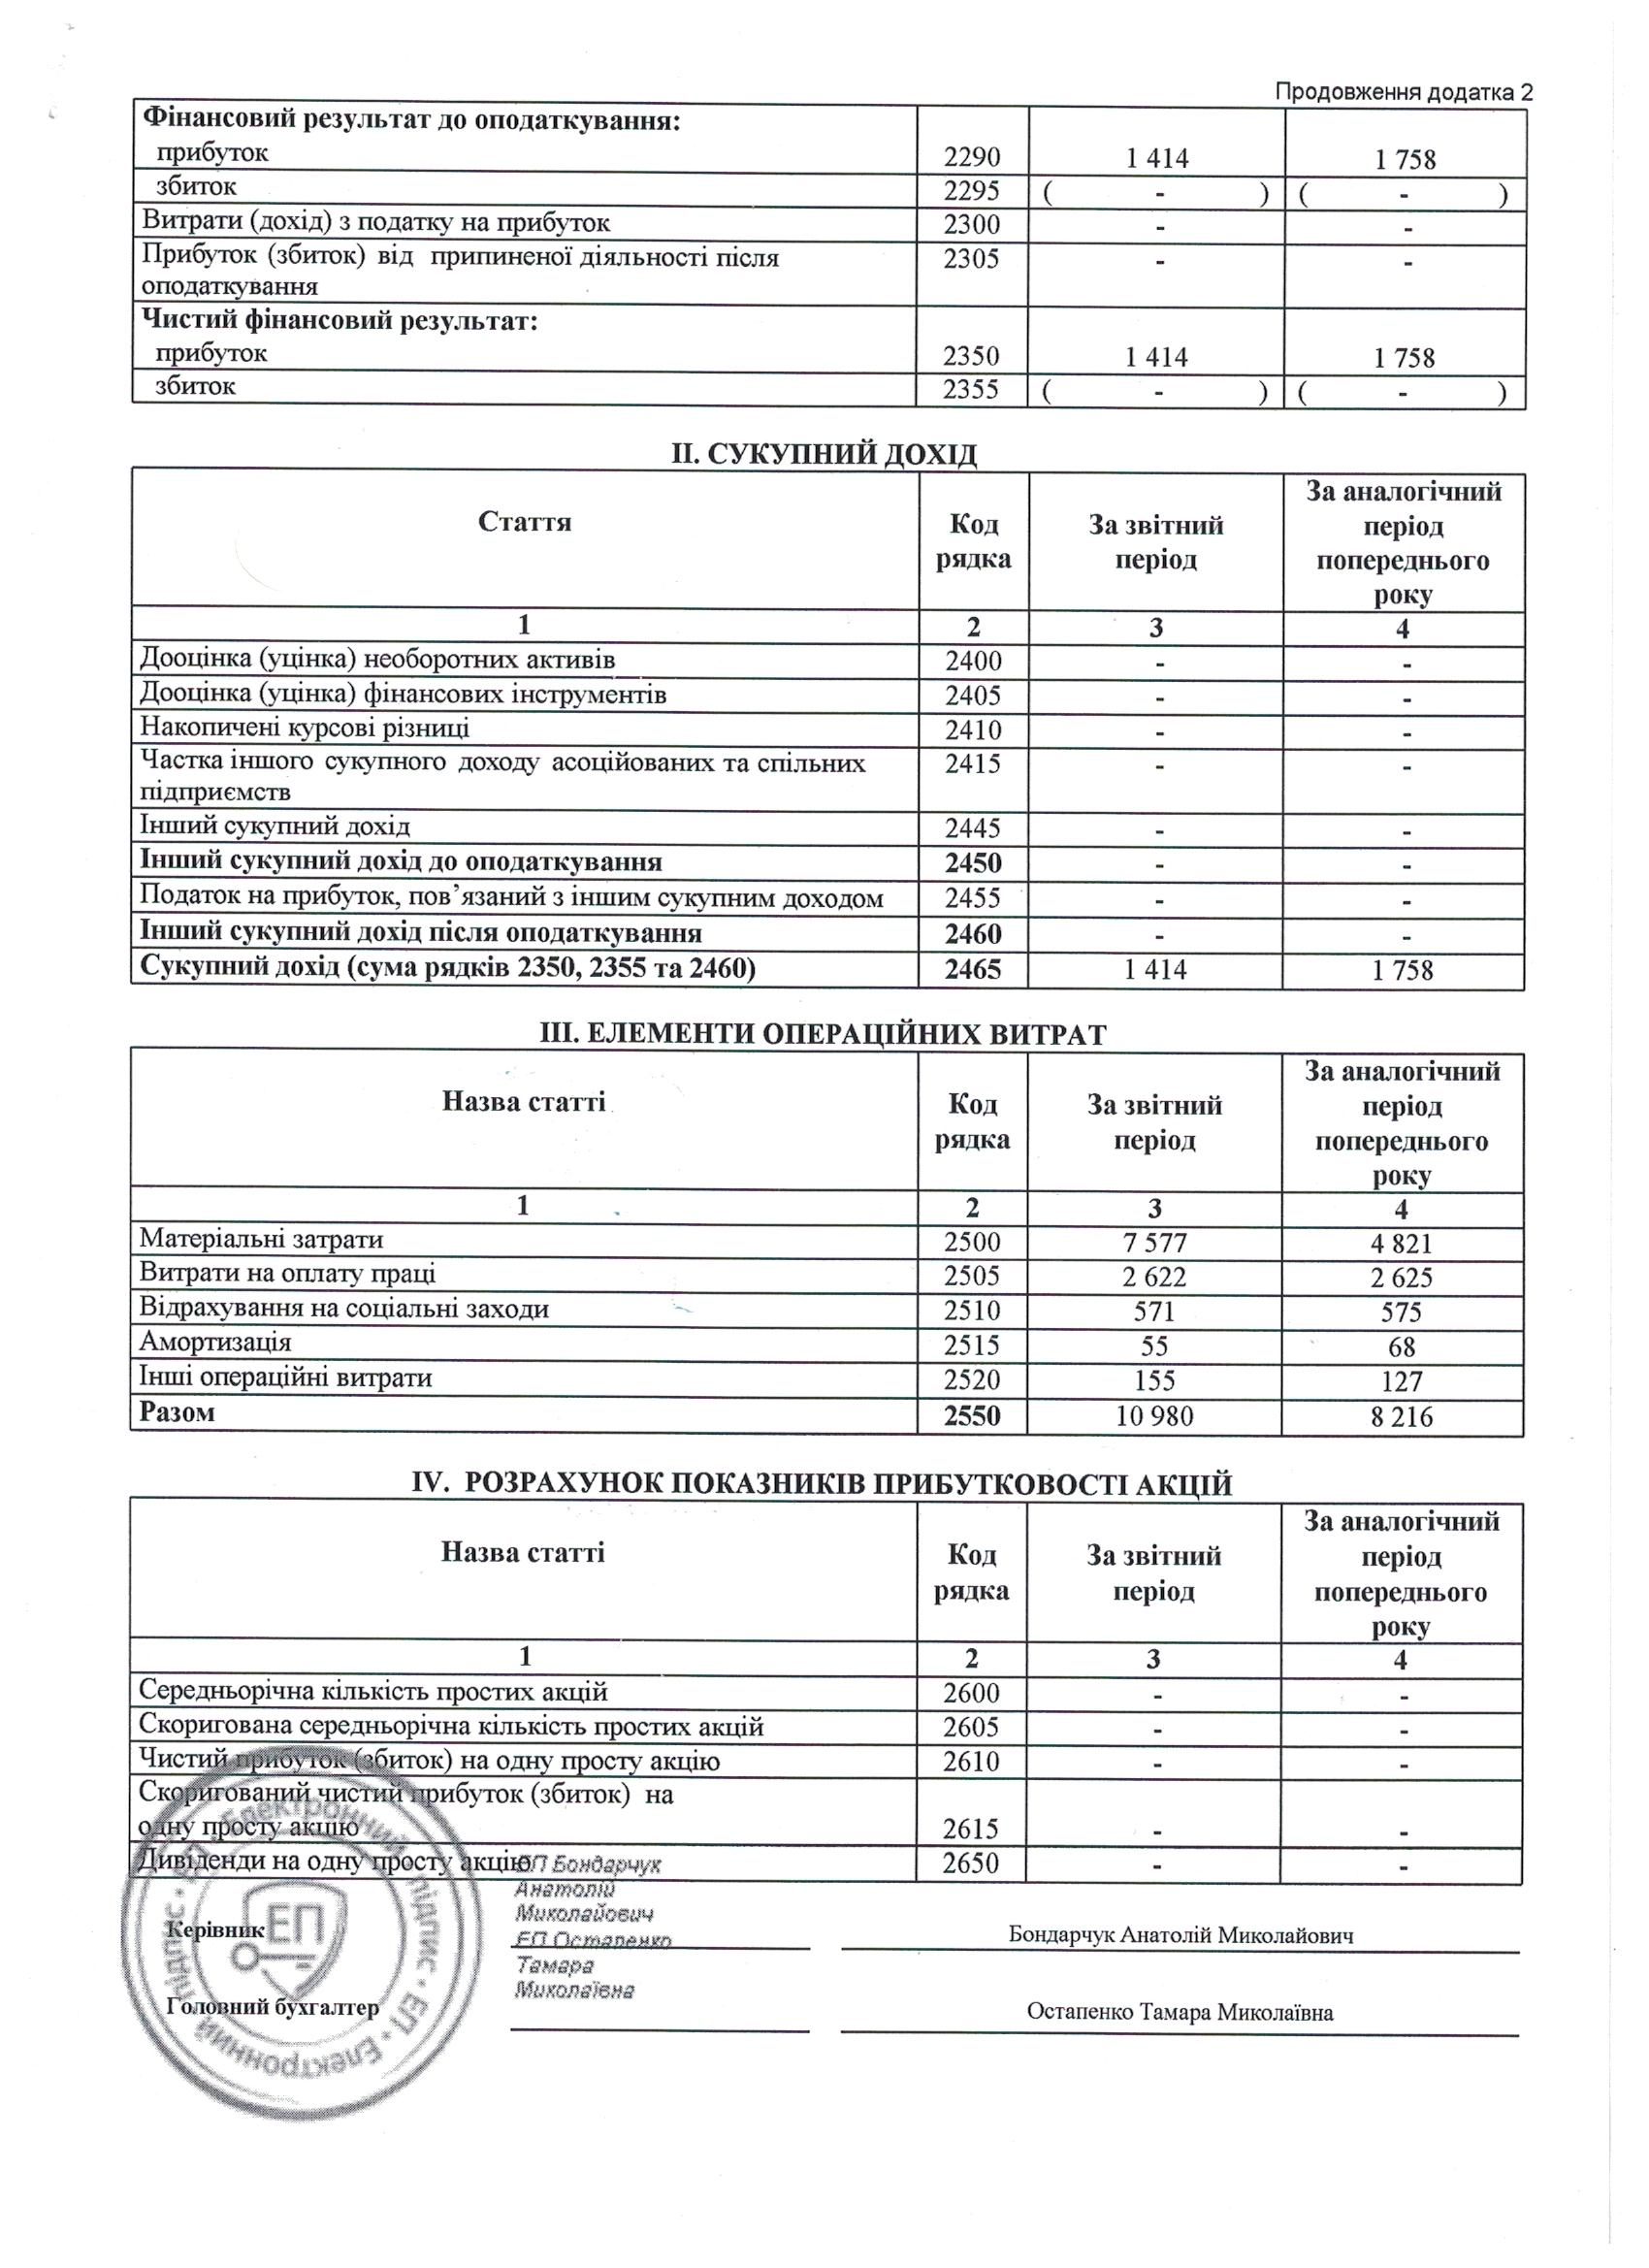 Продовження додатка 2
Фінансовий результат до оподаткування:
прибуток 2290 1 414 1 758
збиток 2295 ( - ) ( - )
Витрати (дохід) з податку на прибуток 2300 - -
Прибуток (збиток) від припиненої діяльності після 2305 - -
оподаткування
Чистий фінансовий результат:
прибуток 2350 1 414 1 758
збиток 2355 ( - ) ( - )
ІІ. СУКУПНИЙ ДОХІД
Стаття Код рядка За звітний період За аналогічний період попереднього року
1 2 3 4
Дооцінка (уцінка) необоротних активів 2400 - -
Дооцінка (уцінка) фінансових інструментів 2405 - -
Накопичені курсові різниці 2410 - -
Частка іншого сукупного доходу асоційованих та спільних 2415 - -
підприємств
Інший сукупний дохід 2445 - -
Інший сукупний дохід до оподаткування 2450 - -
Податок на прибуток, пов’язаний з іншим сукупним доходом 2455 - -
Інший сукупний дохід після оподаткування 2460 - -
Сукупний дохід (сума рядків 2350, 2355 та 2460) 2465 1 414 1 758
ІІІ. ЕЛЕМЕНТИ ОПЕРАЦІЙНИХ ВИТРАТ
Назва статті Код рядка За звітний період За аналогічний період попереднього року
1 2 3 4
Матеріальні затрати 2500 7 577 4 821
Витрати на оплату праці 2505 2 622 2 625
Відрахування на соціальні заходи 2510 571 575
Амортизація 2515 55 68
Інші операційні витрати 2520 155 127
Разом 2550 10 980 8 216
ІV. РОЗРАХУНОК ПОКАЗНИКІВ ПРИБУТКОВОСТІ АКЦІЙ
Назва статті Код рядка За звітний період За аналогічний період попереднього року
1 2 3 4
Середньорічна кількість простих акцій 2600 - -
Скоригована середньорічна кількість простих акцій 2605 - -
Чистий прибуток (збиток) на одну просту акцію 2610 - -
Скоригований чистий прибуток (збиток) на
одну просту акцію 2615 - -
Дивіденди на одну просту акцію 2650 - -
ЕП Бондарчук
Анатолій
Миколайович
Керівник Бондарчук Анатолій Миколайович
ЕП Остапенко
Тамара
Миколаївна
Головний бухгалтер Остапенко Тамара Миколаївна
ЕП
ЕП • Електронний підпис • ЕП • Електронний підпис •